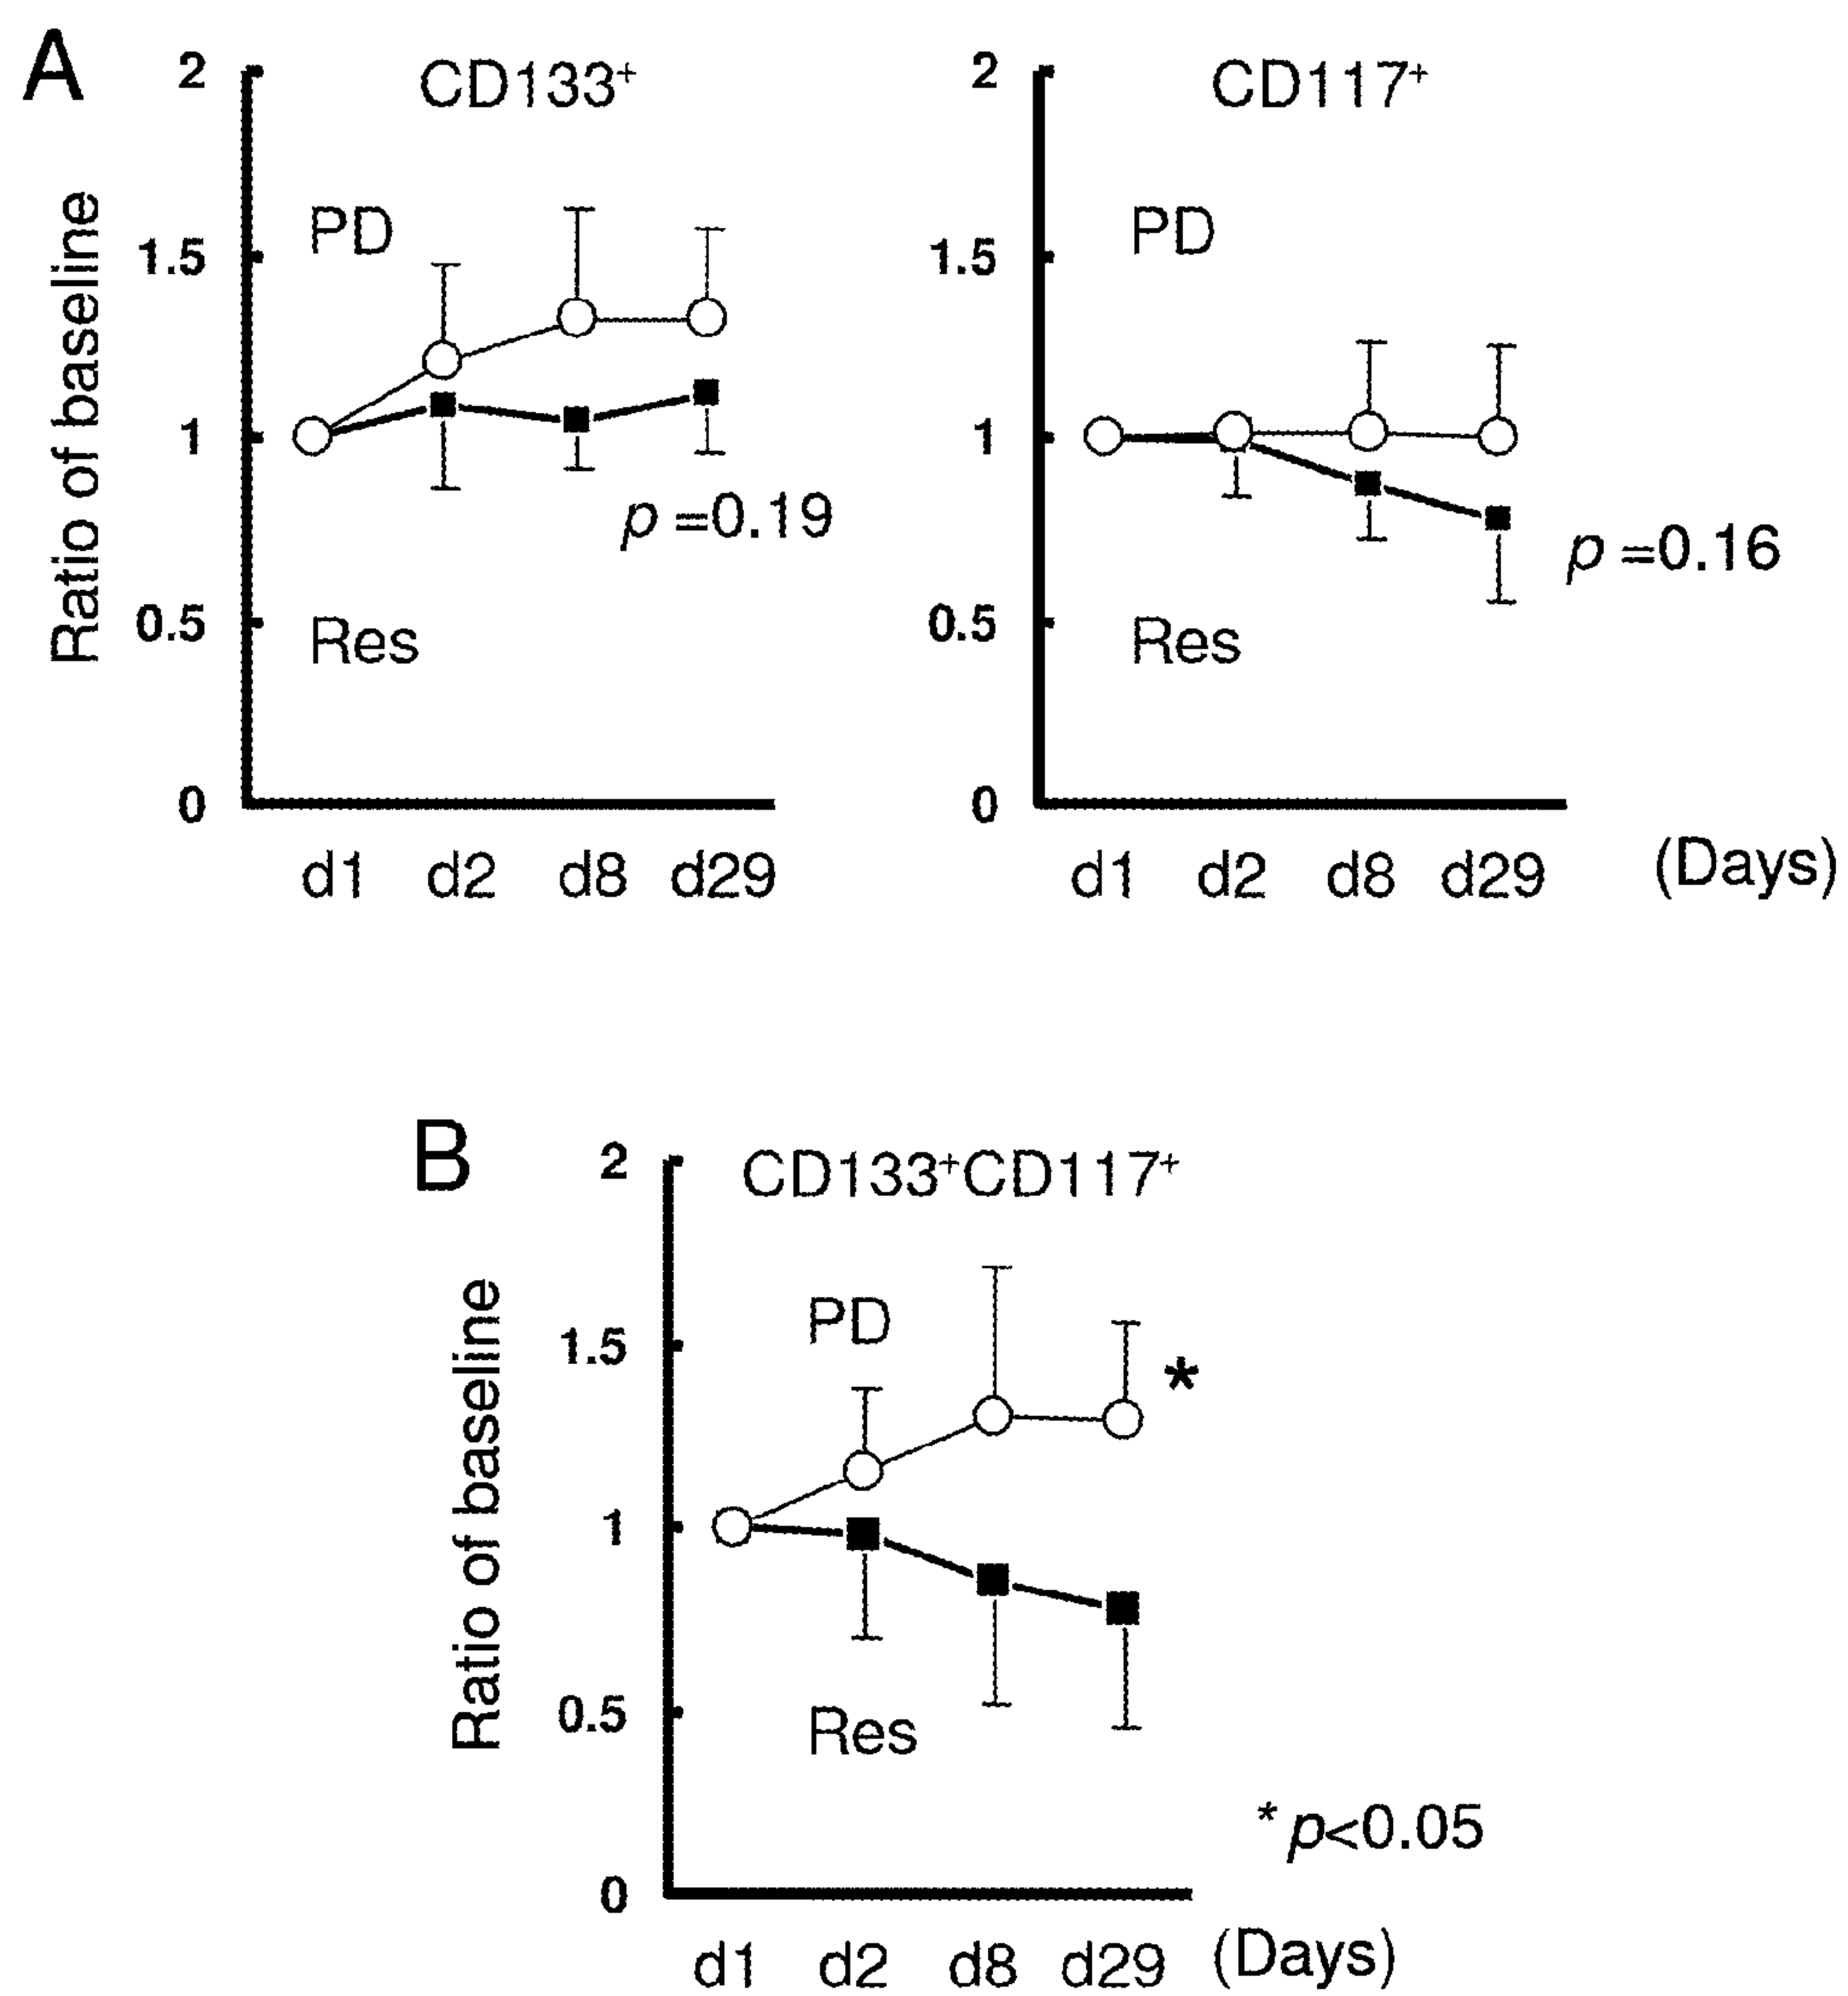 A
CD133⁺
CD117⁺
Ratio of baseline
2
1.5
1
0.5
0
PD
Res
p =0.19
d1 d2 d8 d29
2
1.5
1
0.5
0
PD
Res
p =0.16
d1 d2 d8 d29 (Days)
B
CD133⁺CD117⁺
Ratio of baseline
2
1.5
1
0.5
0
PD
*
Res
* p<0.05
d1 d2 d8 d29 (Days)